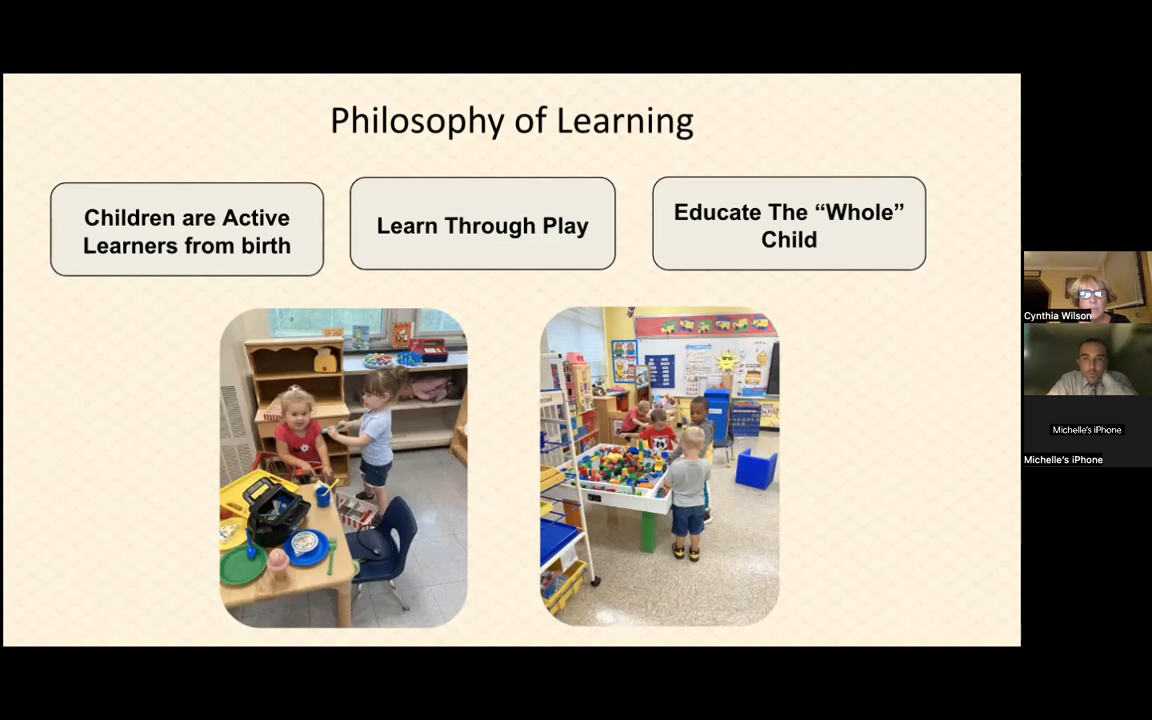 Philosophy of Learning
Children are Active
Learners from birth
Learn Through Play
Educate The “Whole”
Child
Cynthia Wilson
Michelle's iPhone
Michelle's iPhone